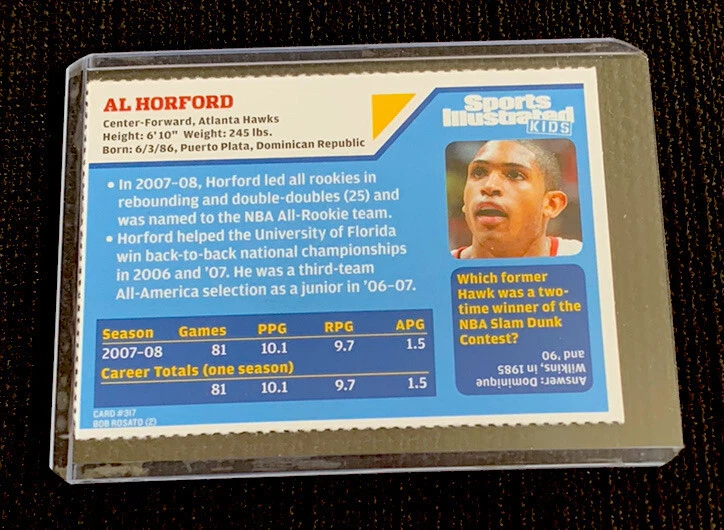 AL HORFORD
Center-Forward, Atlanta Hawks
Height: 6'10" Weight: 245 lbs.
Born: 6/3/86, Puerto Plata, Dominican Republic
Sports
Illustrated
KIDS
• In 2007–08, Horford led all rookies in
rebounding and double-doubles (25) and
was named to the NBA All-Rookie team.
• Horford helped the University of Florida
win back-to-back national championships
in 2006 and '07. He was a third-team
All-America selection as a junior in '06–07.
Season Games PPG RPG APG
2007–08 81 10.1 9.7 1.5
Career Totals (one season)
81 10.1 9.7 1.5
Which former
Hawk was a two-
time winner of the
NBA Slam Dunk
Contest?
Answer: Dominique
Wilkins, in 1985
and '90
CARD #317
BOB ROSATO (2)